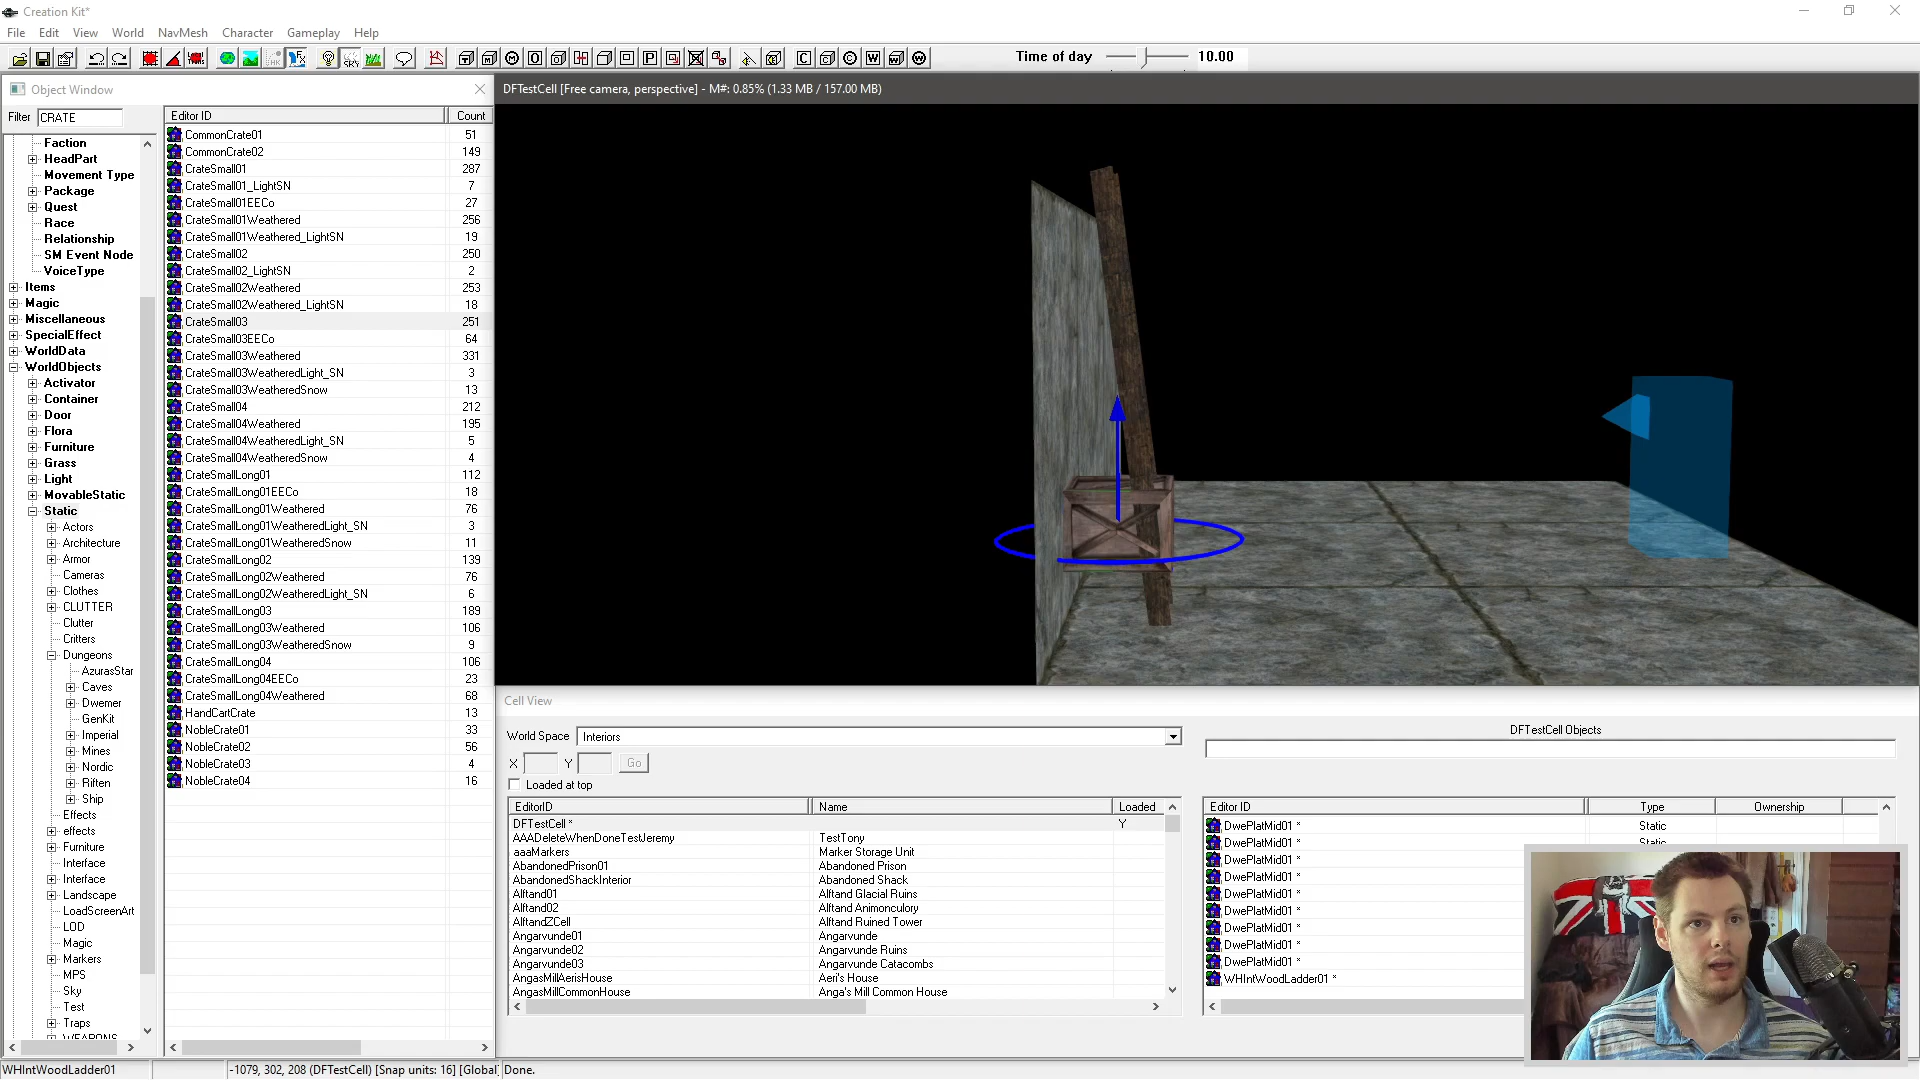 Creation Kit*
File Edit View World NavMesh Character Gameplay Help
Time of day 10.00
Object Window
DFTestCell [Free camera, perspective] - M#: 0.85% (1.33 MB / 157.00 MB)
Filter CRATE
Faction
HeadPart
Movement Type
Package
Quest
Race
Relationship
SM Event Node
VoiceType
Items
Magic
Miscellaneous
SpecialEffect
WorldData
WorldObjects
Activator
Container
Door
Flora
Furniture
Grass
Light
MovableStatic
Static
Actors
Architecture
Armor
Cameras
Clothes
CLUTTER
Clutter
Critters
Dungeons
AzurasStar
Caves
Dwemer
GenKit
Imperial
Mines
Nordic
Riften
Ship
Effects
effects
Furniture
Interface
Interface
Landscape
LoadScreenArt
LOD
Magic
Markers
MPS
Sky
Test
Traps
WEAPONS
Editor ID Count
CommonCrate01 51
CommonCrate02 149
CrateSmall01 287
CrateSmall01_LightSN 7
CrateSmall01EECo 27
CrateSmall01Weathered 256
CrateSmall01Weathered_LightSN 19
CrateSmall02 250
CrateSmall02_LightSN 2
CrateSmall02Weathered 253
CrateSmall02Weathered_LightSN 18
CrateSmall03 251
CrateSmall03EECo 64
CrateSmall03Weathered 331
CrateSmall03WeatheredLight_SN 3
CrateSmall03WeatheredSnow 13
CrateSmall04 212
CrateSmall04Weathered 195
CrateSmall04WeatheredLight_SN 5
CrateSmall04WeatheredSnow 4
CrateSmallLong01 112
CrateSmallLong01EECo 18
CrateSmallLong01Weathered 76
CrateSmallLong01WeatheredLight_SN 3
CrateSmallLong01WeatheredSnow 11
CrateSmallLong02 139
CrateSmallLong02Weathered 76
CrateSmallLong02WeatheredLight_SN 6
CrateSmallLong03 189
CrateSmallLong03Weathered 106
CrateSmallLong03WeatheredSnow 9
CrateSmallLong04 106
CrateSmallLong04EECo 23
CrateSmallLong04Weathered 68
HandCartCrate 13
NobleCrate01 33
NobleCrate02 56
NobleCrate03 4
NobleCrate04 16
Cell View
World Space Interiors
X Y Go
Loaded at top
EditorID Name Loaded
DFTestCell * Y
AAADeleteWhenDoneTestJeremy TestTony
aaaMarkers Marker Storage Unit
AbandonedPrison01 Abandoned Prison
AbandonedShackInterior Abandoned Shack
Alftand01 Alftand Glacial Ruins
Alftand02 Alftand Animonculory
AlftandZCell Alftand Ruined Tower
Angarvunde01 Angarvunde
Angarvunde02 Angarvunde Ruins
Angarvunde03 Angarvunde Catacombs
AngasMillAerisHouse Aeri's House
AngasMillCommonHouse Anga's Mill Common House
DFTestCell Objects
Editor ID Type Ownership
DwePlatMid01 * Static
DwePlatMid01 * Static
DwePlatMid01 *
DwePlatMid01 *
DwePlatMid01 *
DwePlatMid01 *
DwePlatMid01 *
DwePlatMid01 *
DwePlatMid01 *
WHIntWoodLadder01 *
WHIntWoodLadder01 -1079, 302, 208 (DFTestCell) [Snap units: 16] [Global] Done.